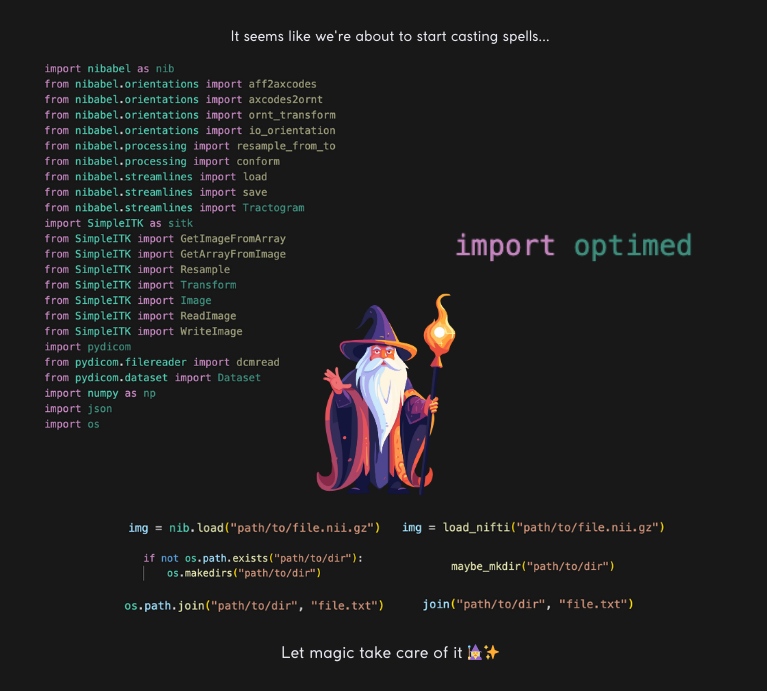 It seems like we're about to start casting spells...
import nibabel as nib
from nibabel.orientations import aff2axcodes
from nibabel.orientations import axcodes2ornt
from nibabel.orientations import ornt_transform
from nibabel.orientations import io_orientation
from nibabel.processing import resample_from_to
from nibabel.processing import conform
from nibabel.streamlines import load
from nibabel.streamlines import save
from nibabel.streamlines import Tractogram
import SimpleITK as sitk
from SimpleITK import GetImageFromArray
from SimpleITK import GetArrayFromImage
from SimpleITK import Resample
from SimpleITK import Transform
from SimpleITK import Image
from SimpleITK import ReadImage
from SimpleITK import WriteImage
import pydicom
from pydicom.filereader import dcmread
from pydicom.dataset import Dataset
import numpy as np
import json
import os
import optimed
img = nib.load("path/to/file.nii.gz")
img = load_nifti("path/to/file.nii.gz")
if not os.path.exists("path/to/dir"):
    os.makedirs("path/to/dir")
maybe_mkdir("path/to/dir")
os.path.join("path/to/dir", "file.txt")
join("path/to/dir", "file.txt")
Let magic take care of it 🧙✨